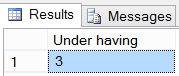 Results Messages
Under having
1 3